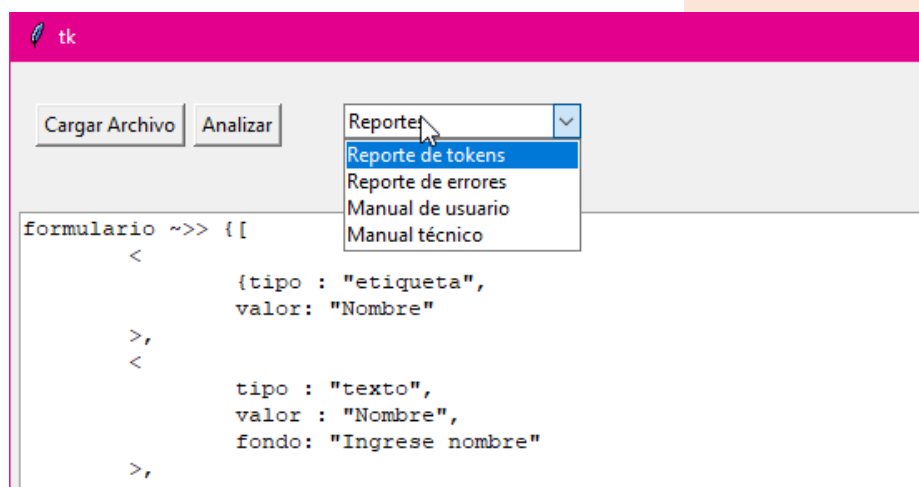 tk
Cargar Archivo Analizar Reportes
Reporte de tokens
Reporte de errores
Manual de usuario
Manual técnico
formulario ~>> {[
<
{tipo : "etiqueta",
valor: "Nombre"
>,
<
tipo : "texto",
valor : "Nombre",
fondo: "Ingrese nombre"
>,